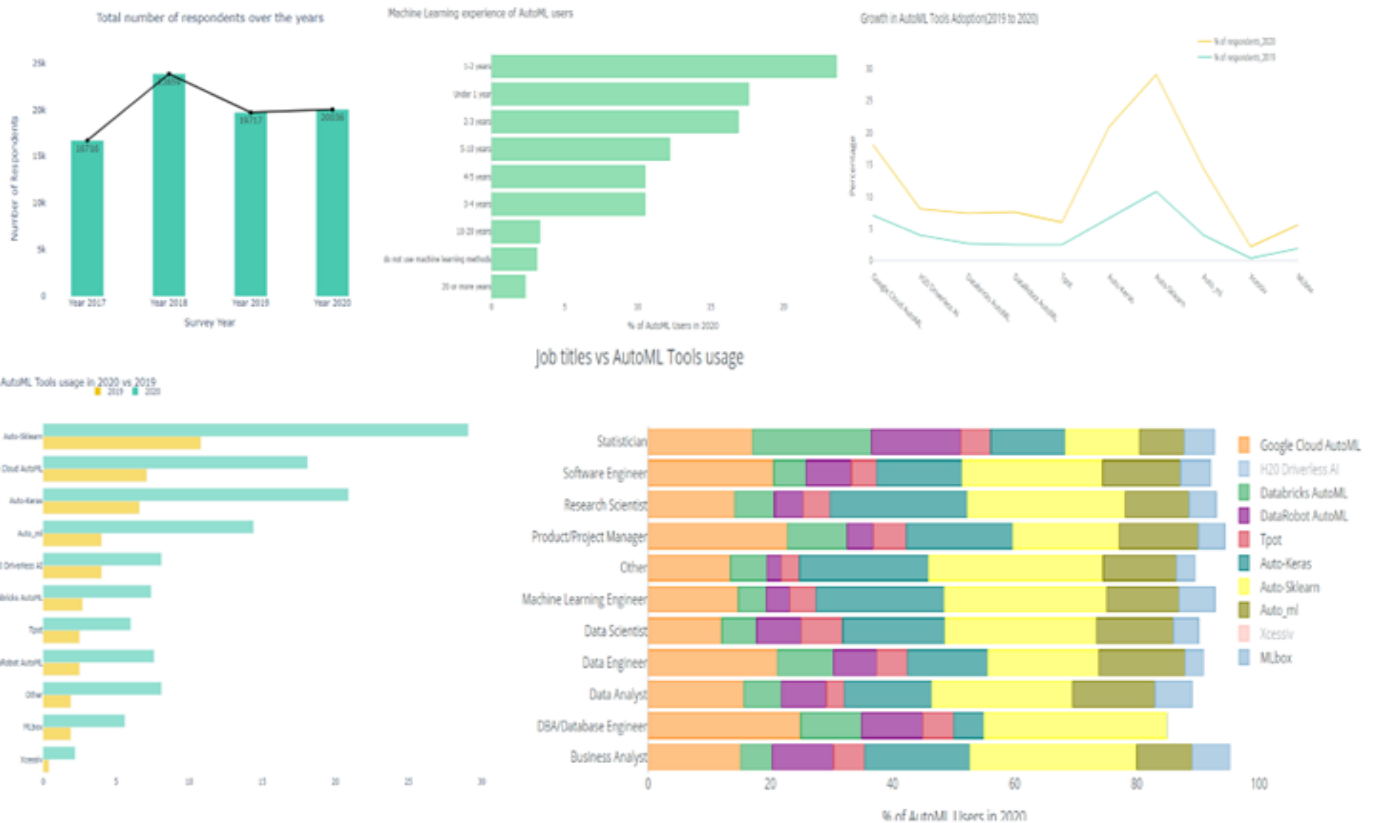 Total number of respondents over the years
25k
20k
15k
10k
5k
0
Number of Respondents
16716
23859
19717
20036
Year 2017
Year 2018
Year 2019
Year 2020
Survey Year
Machine Learning experience of AutoML users
1-2 years
Under 1 year
2-3 years
5-10 years
4-5 years
3-4 years
10-20 years
do not use machine learning methods
20 or more years
0
5
10
15
20
% of AutoML Users in 2020
Growth in AutoML Tools Adoption(2019 to 2020)
% of respondents_2020
% of respondents_2019
30
25
20
15
10
5
0
Percentage
Google Cloud AutoML
H20 Driverless AI
Databricks AutoML
DataRobot AutoML
Tpot
Auto-Keras
Auto-Sklearn
Auto_ml
Xcessiv
MLbox
AutoML Tools usage in 2020 vs 2019
2019
2020
Auto-Sklearn
Cloud AutoML
Auto-Keras
Auto_ml
Driverless AI
bricks AutoML
Tpot
Robot AutoML
Other
MLbox
Xcessiv
0
5
10
15
20
25
30
Job titles vs AutoML Tools usage
Statistician
Software Engineer
Research Scientist
Product/Project Manager
Other
Machine Learning Engineer
Data Scientist
Data Engineer
Data Analyst
DBA/Database Engineer
Business Analyst
0
20
40
60
80
100
% of AutoML Users in 2020
Google Cloud AutoML
H20 Driverless AI
Databricks AutoML
DataRobot AutoML
Tpot
Auto-Keras
Auto-Sklearn
Auto_ml
Xcessiv
MLbox